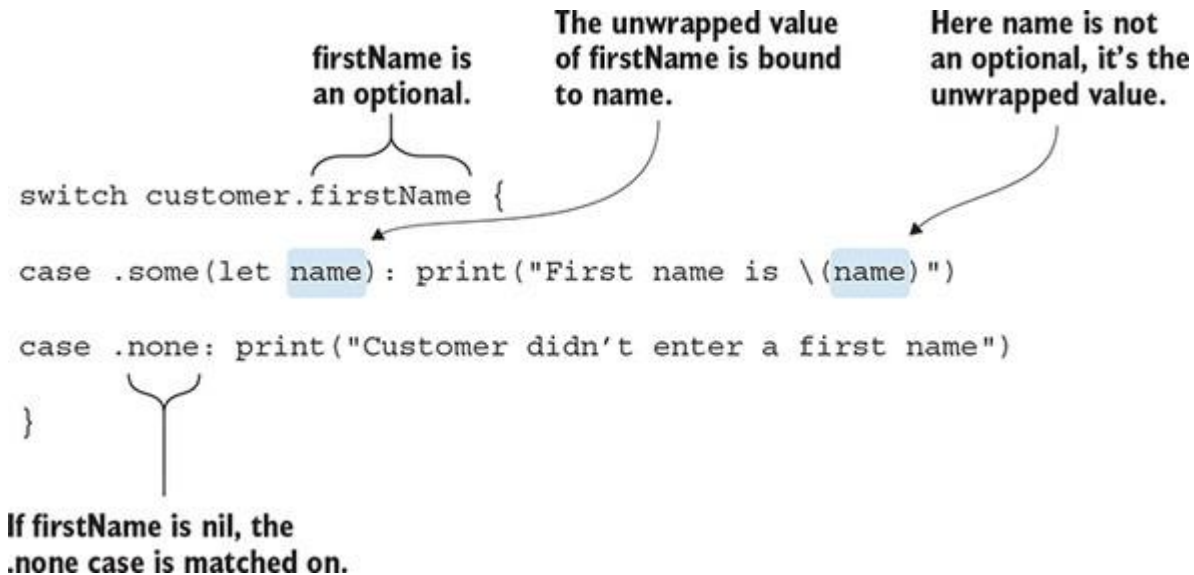 firstName is
an optional.
The unwrapped value
of firstName is bound
to name.
Here name is not
an optional, it's the
unwrapped value.
switch customer.firstName {
case .some(let name): print("First name is \(name)")
case .none: print("Customer didn't enter a first name")
}
If firstName is nil, the
.none case is matched on.